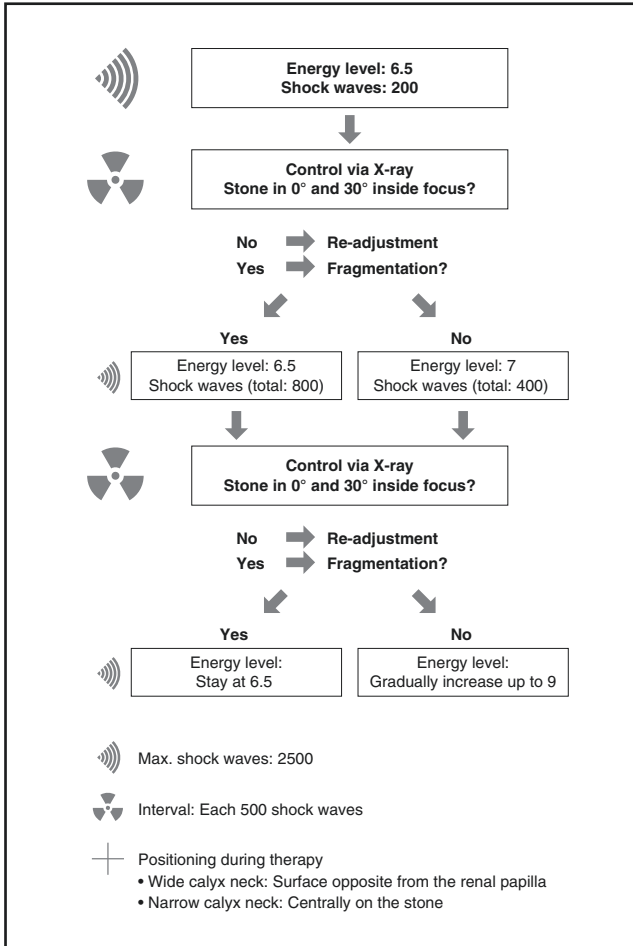 Energy level: 6.5
Shock waves: 200
Control via X-ray
Stone in 0° and 30° inside focus?
No Re-adjustment
Yes Fragmentation?
Yes No
Energy level: 6.5
Shock waves (total: 800)
Energy level: 7
Shock waves (total: 400)
Control via X-ray
Stone in 0° and 30° inside focus?
No Re-adjustment
Yes Fragmentation?
Yes No
Energy level:
Stay at 6.5
Energy level:
Gradually increase up to 9
Max. shock waves: 2500
Interval: Each 500 shock waves
Positioning during therapy
• Wide calyx neck: Surface opposite from the renal papilla
• Narrow calyx neck: Centrally on the stone